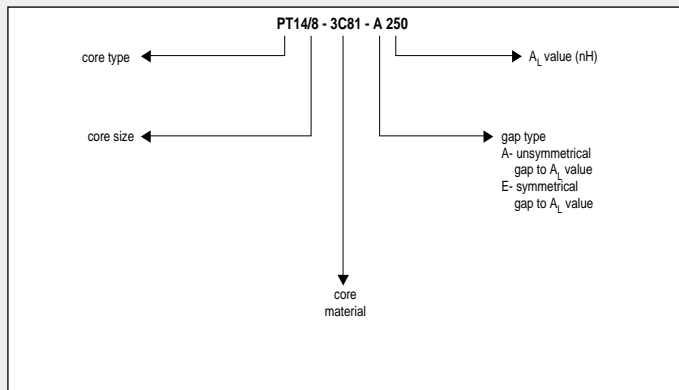 PT14/8 - 3C81 - A 250
core type
A_L value (nH)
core size
gap type
A- unsymmetrical
gap to A_L value
E- symmetrical
gap to A_L value
core
material